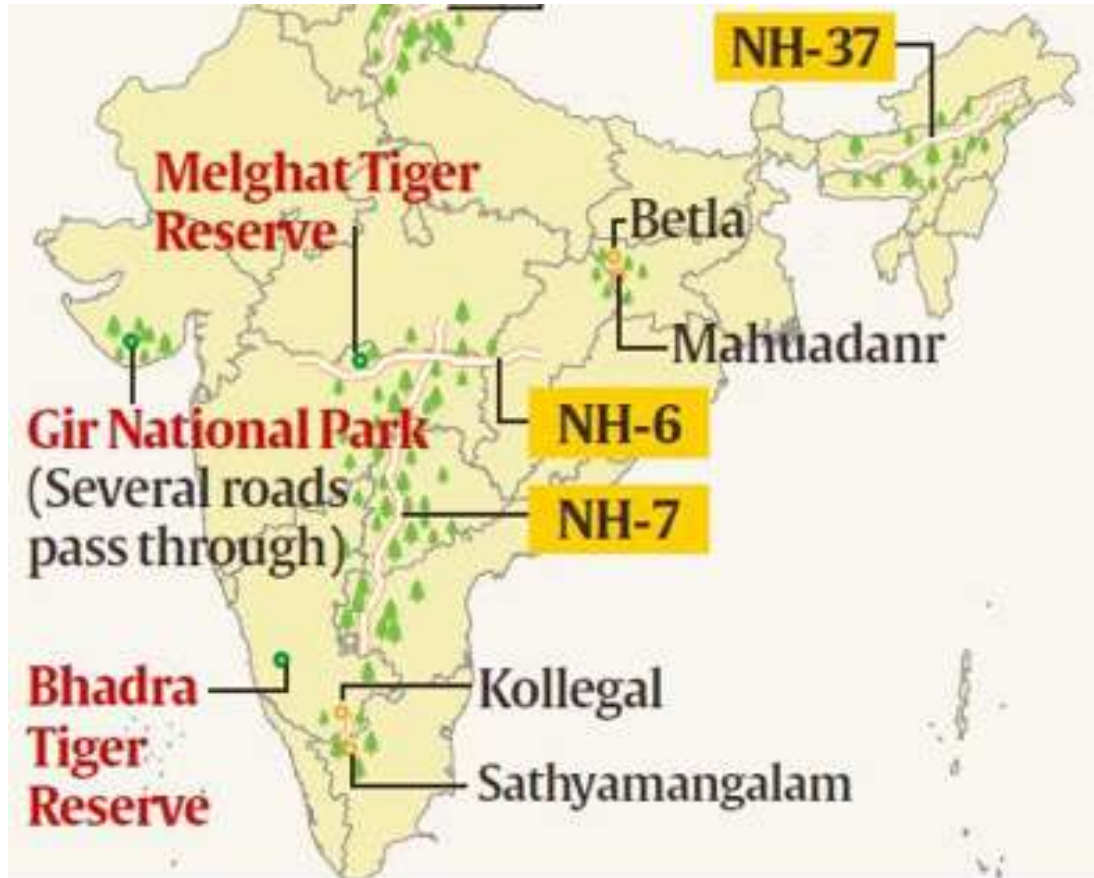 NH-37
Melghat Tiger
Reserve
Betla
Mahuadanr
Gir National Park
(Several roads
pass through)
NH-6
NH-7
Bhadra
Tiger
Reserve
Kollegal
Sathyamangalam